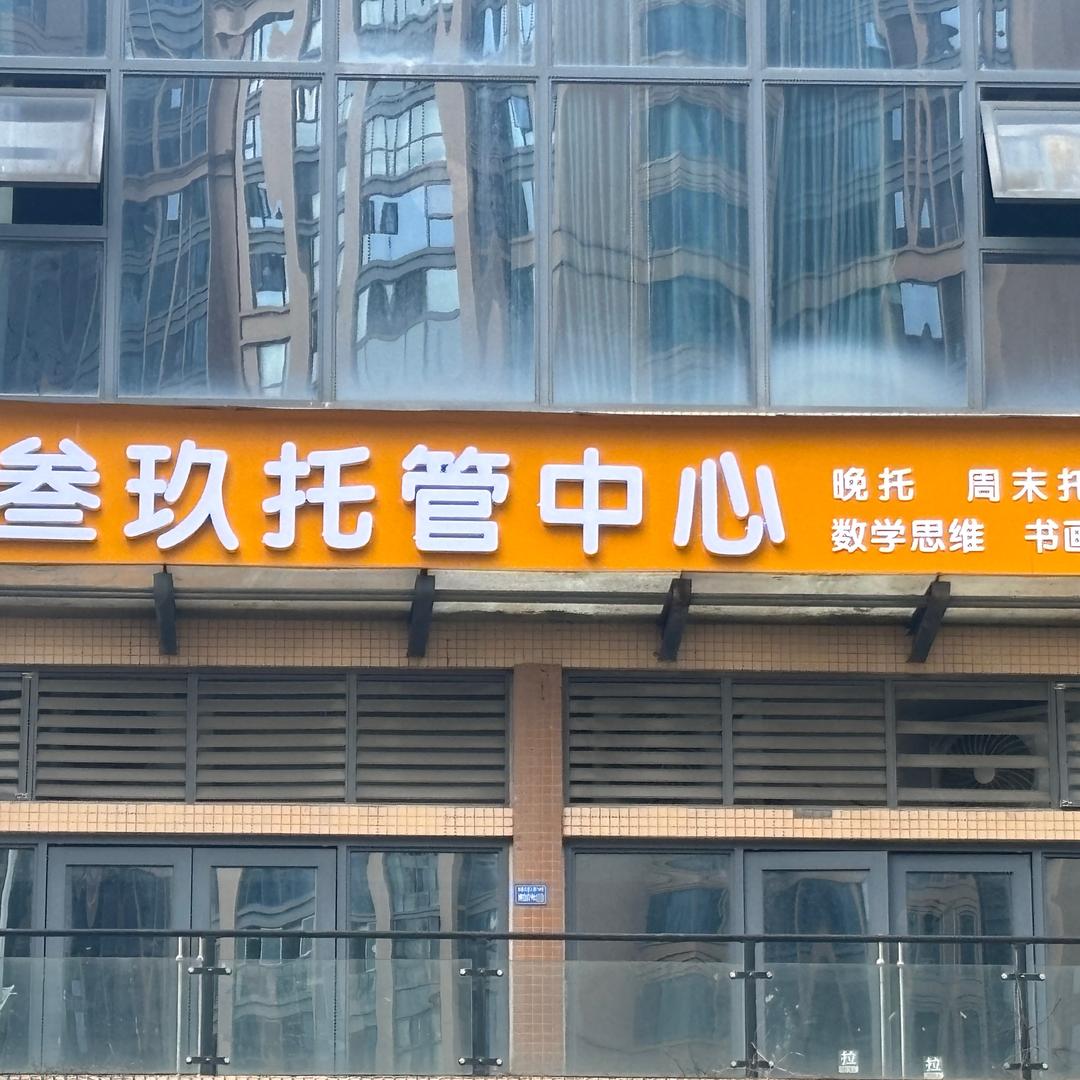 叁玖托管中心
晚托 周末托
数学思维 书画
拉
拉